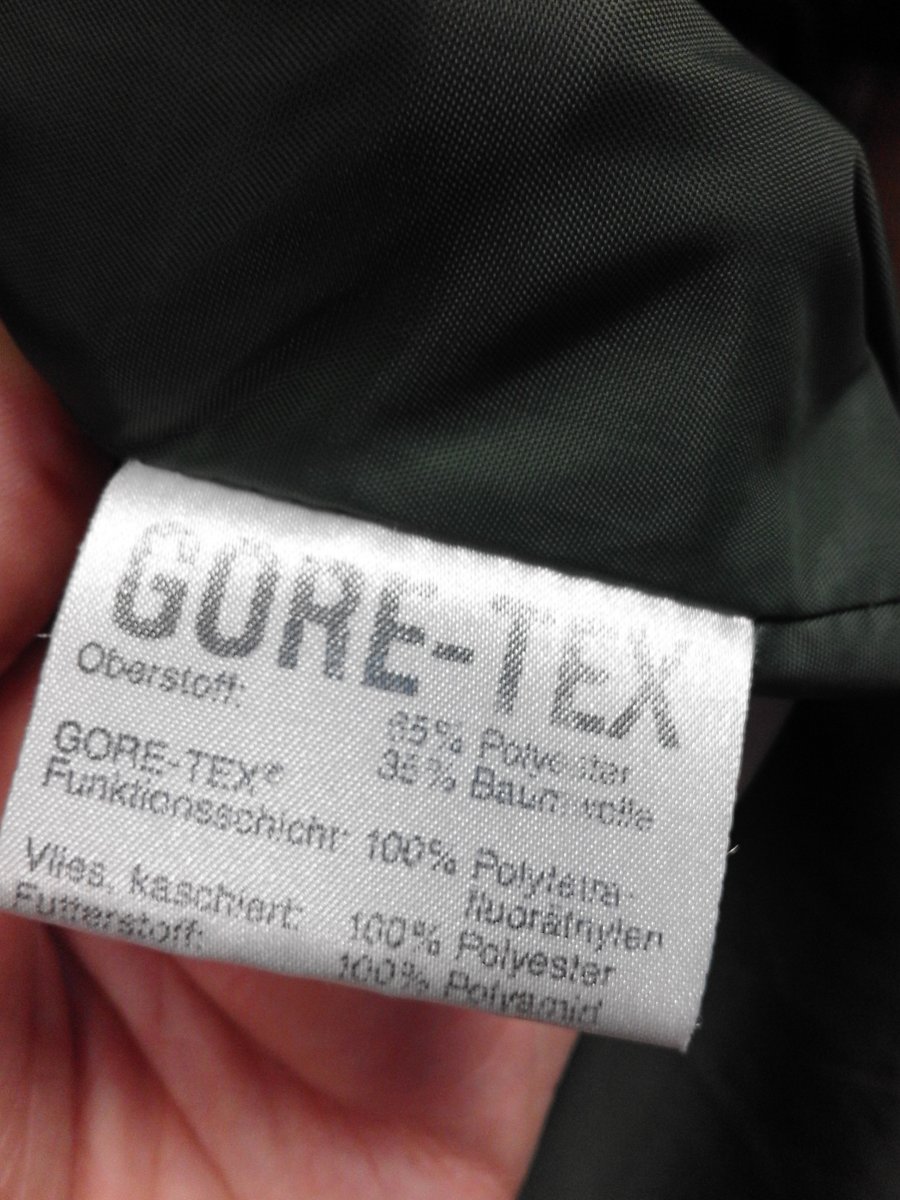 GORE-TEX
Oberstoff:
65% Polyester
35% Baumwolle
GORE-TEX®
Funktionsschicht: 100% Polytetra-
fluoräthylen
Vlies, kaschiert: 100% Polyester
Futterstoff: 100% Polyamid